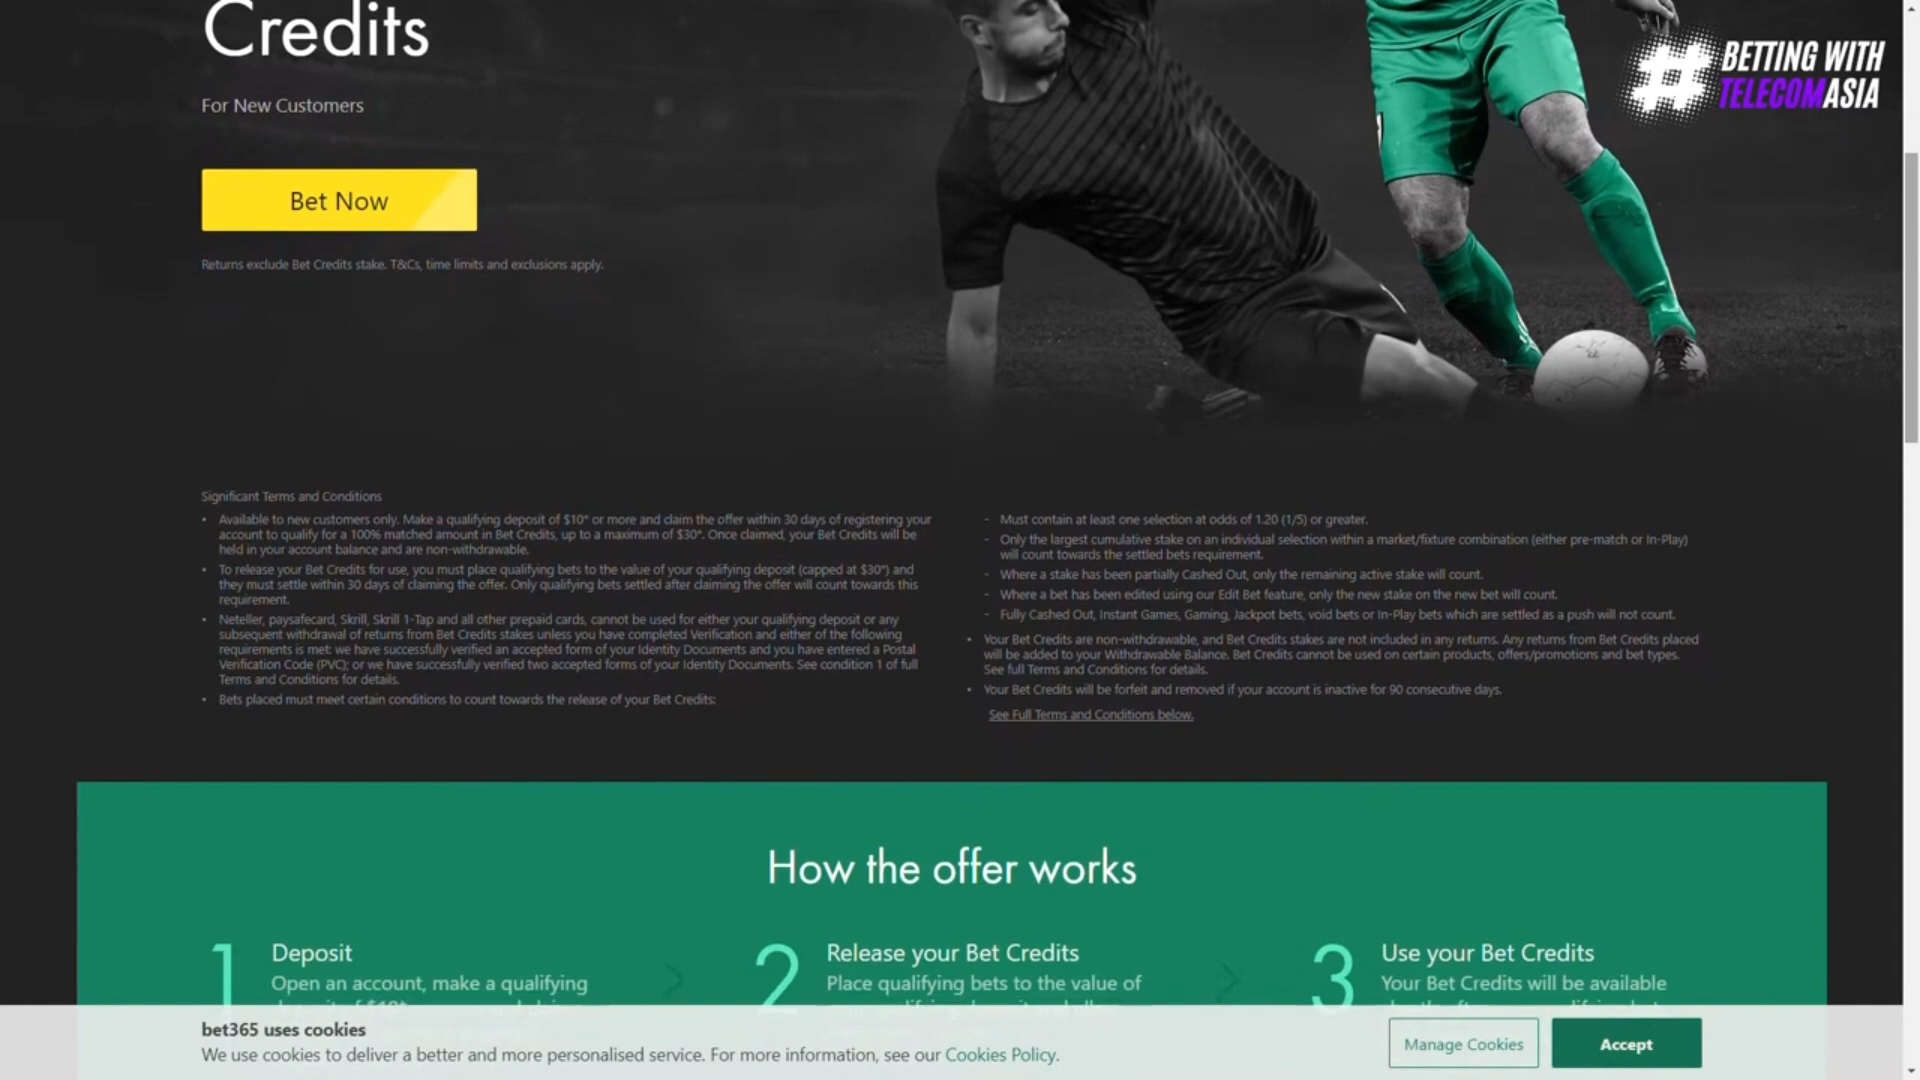 Credits
BETTING WITH
TELECOMASIA
For New Customers
Bet Now
Returns exclude Bet Credits stake. T&Cs, time limits and exclusions apply.
Significant Terms and Conditions
• Available to new customers only. Make a qualifying deposit of $10* or more and claim the offer within 30 days of registering your
account to qualify for a 100% matched amount in Bet Credits, up to a maximum of $30*. Once claimed, your Bet Credits will be
held in your account balance and are non-withdrawable.
• To release your Bet Credits for use, you must place qualifying bets to the value of your qualifying deposit (capped at $30*) and
they must settle within 30 days of claiming the offer. Only qualifying bets settled after claiming the offer will count towards this
requirement.
• Neteller, paysafecard, Skrill, Skrill 1-Tap and all other prepaid cards, cannot be used for either your qualifying deposit or any
subsequent withdrawal of returns from Bet Credits stakes unless you have completed Verification and either of the following
requirements is met: we have successfully verified an accepted form of your Identity Documents and you have entered a Postal
Verification Code (PVC); or we have successfully verified two accepted forms of your Identity Documents. See condition 1 of full
Terms and Conditions for details.
• Bets placed must meet certain conditions to count towards the release of your Bet Credits:
- Must contain at least one selection at odds of 1.20 (1/5) or greater.
- Only the largest cumulative stake on an individual selection within a market/fixture combination (either pre-match or In-Play)
will count towards the settled bets requirement.
- Where a stake has been partially Cashed Out, only the remaining active stake will count.
- Where a bet has been edited using our Edit Bet feature, only the new stake on the new bet will count.
- Fully Cashed Out, Instant Games, Gaming, Jackpot bets, void bets or In-Play bets which are settled as a push will not count.
• Your Bet Credits are non-withdrawable, and Bet Credits stakes are not included in any returns. Any returns from Bet Credits placed
will be added to your Withdrawable Balance. Bet Credits cannot be used on certain products, offers/promotions and bet types.
See full Terms and Conditions for details.
• Your Bet Credits will be forfeit and removed if your account is inactive for 90 consecutive days.
See Full Terms and Conditions below.
How the offer works
1 Deposit
Open an account, make a qualifying
2 Release your Bet Credits
Place qualifying bets to the value of
3 Use your Bet Credits
Your Bet Credits will be available
bet365 uses cookies
We use cookies to deliver a better and more personalised service. For more information, see our Cookies Policy.
Manage Cookies
Accept